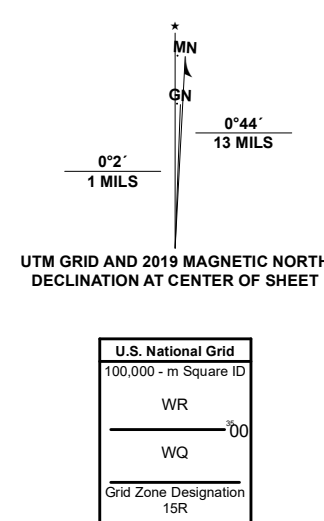 ★
MN
GN
0°44´
13 MILS
0°2´
1 MILS
UTM GRID AND 2019 MAGNETIC NORTH
DECLINATION AT CENTER OF SHEET
U.S. National Grid
100,000 - m Square ID
WR
3500
WQ
Grid Zone Designation
15R